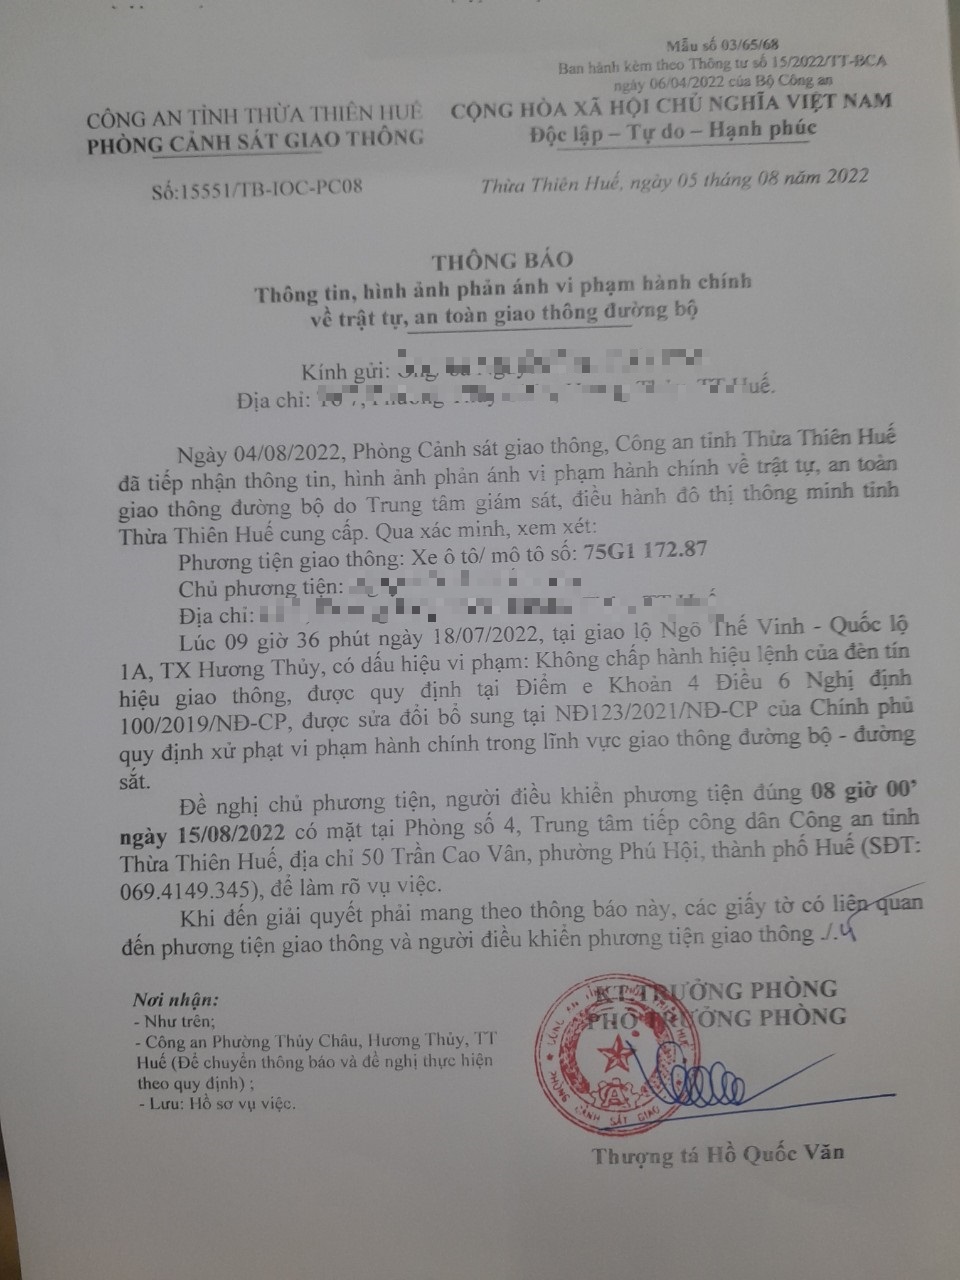 Mẫu số 03/65/68
Ban hành kèm theo Thông tư số 15/2022/TT-BCA
ngày 06/04/2022 của Bộ Công an
CÔNG AN TỈNH THỪA THIÊN HUẾ
PHÒNG CẢNH SÁT GIAO THÔNG
CỘNG HÒA XÃ HỘI CHỦ NGHĨA VIỆT NAM
Độc lập – Tự do – Hạnh phúc
Số:15551/TB-IOC-PC08
Thừa Thiên Huế, ngày 05 tháng 08 năm 2022
THÔNG BÁO
Thông tin, hình ảnh phản ánh vi phạm hành chính
về trật tự, an toàn giao thông đường bộ
Kính gửi:
Địa chỉ: Huế.
Ngày 04/08/2022, Phòng Cảnh sát giao thông, Công an tỉnh Thừa Thiên Huế
đã tiếp nhận thông tin, hình ảnh phản ánh vi phạm hành chính về trật tự, an toàn
giao thông đường bộ do Trung tâm giám sát, điều hành đô thị thông minh tỉnh
Thừa Thiên Huế cung cấp. Qua xác minh, xem xét:
Phương tiện giao thông: Xe ô tô/ mô tô số: 75G1 172.87
Chủ phương tiện:
Địa chỉ:
Lúc 09 giờ 36 phút ngày 18/07/2022, tại giao lộ Ngõ Thế Vinh - Quốc lộ
1A, TX Hương Thủy, có dấu hiệu vi phạm: Không chấp hành hiệu lệnh của đèn tín
hiệu giao thông, được quy định tại Điểm e Khoản 4 Điều 6 Nghị định
100/2019/NĐ-CP, được sửa đổi bổ sung tại NĐ123/2021/NĐ-CP của Chính phủ
quy định xử phạt vi phạm hành chính trong lĩnh vực giao thông đường bộ - đường
sắt.
Đề nghị chủ phương tiện, người điều khiển phương tiện đúng 08 giờ 00’
ngày 15/08/2022 có mặt tại Phòng số 4, Trung tâm tiếp công dân Công an tỉnh
Thừa Thiên Huế, địa chỉ 50 Trần Cao Vân, phường Phú Hội, thành phố Huế (SĐT:
069.4149.345), để làm rõ vụ việc.
Khi đến giải quyết phải mang theo thông báo này, các giấy tờ có liên quan
đến phương tiện giao thông và người điều khiển phương tiện giao thông ./.
Nơi nhận:
- Như trên;
- Công an Phường Thủy Châu, Hương Thủy, TT
Huế (Để chuyển thông báo và đề nghị thực hiện
theo quy định) ;
- Lưu: Hồ sơ vụ việc.
KT.TRƯỞNG PHÒNG
PHÓ TRƯỞNG PHÒNG
Thượng tá Hồ Quốc Văn